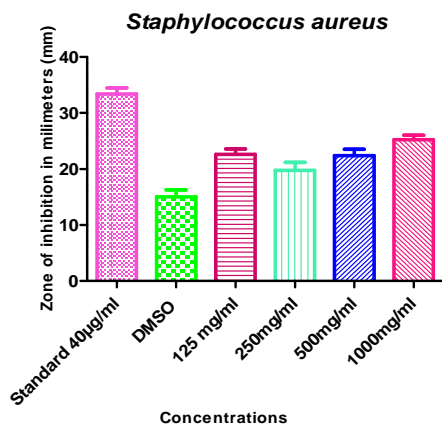 Staphylococcus aureus
Zone of inhibition in milimeters (mm)
40
30
20
10
0
Standard 40µg/ml
DMSO
125 mg/ml
250mg/ml
500mg/ml
1000mg/ml
Concentrations